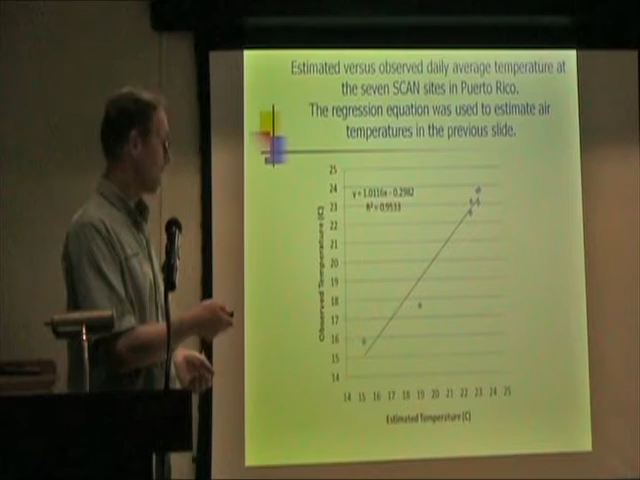 Estimated versus observed daily average temperature at
the seven SCAN sites in Puerto Rico.
The regression equation was used to estimate air
temperatures in the previous slide.
25
24
23
22
21
20
19
18
17
16
15
14
y = 1.0116x - 0.2982
R² = 0.9533
Observed Temperature (C)
14 15 16 17 18 19 20 21 22 23 24 25
Estimated Temperature (C)